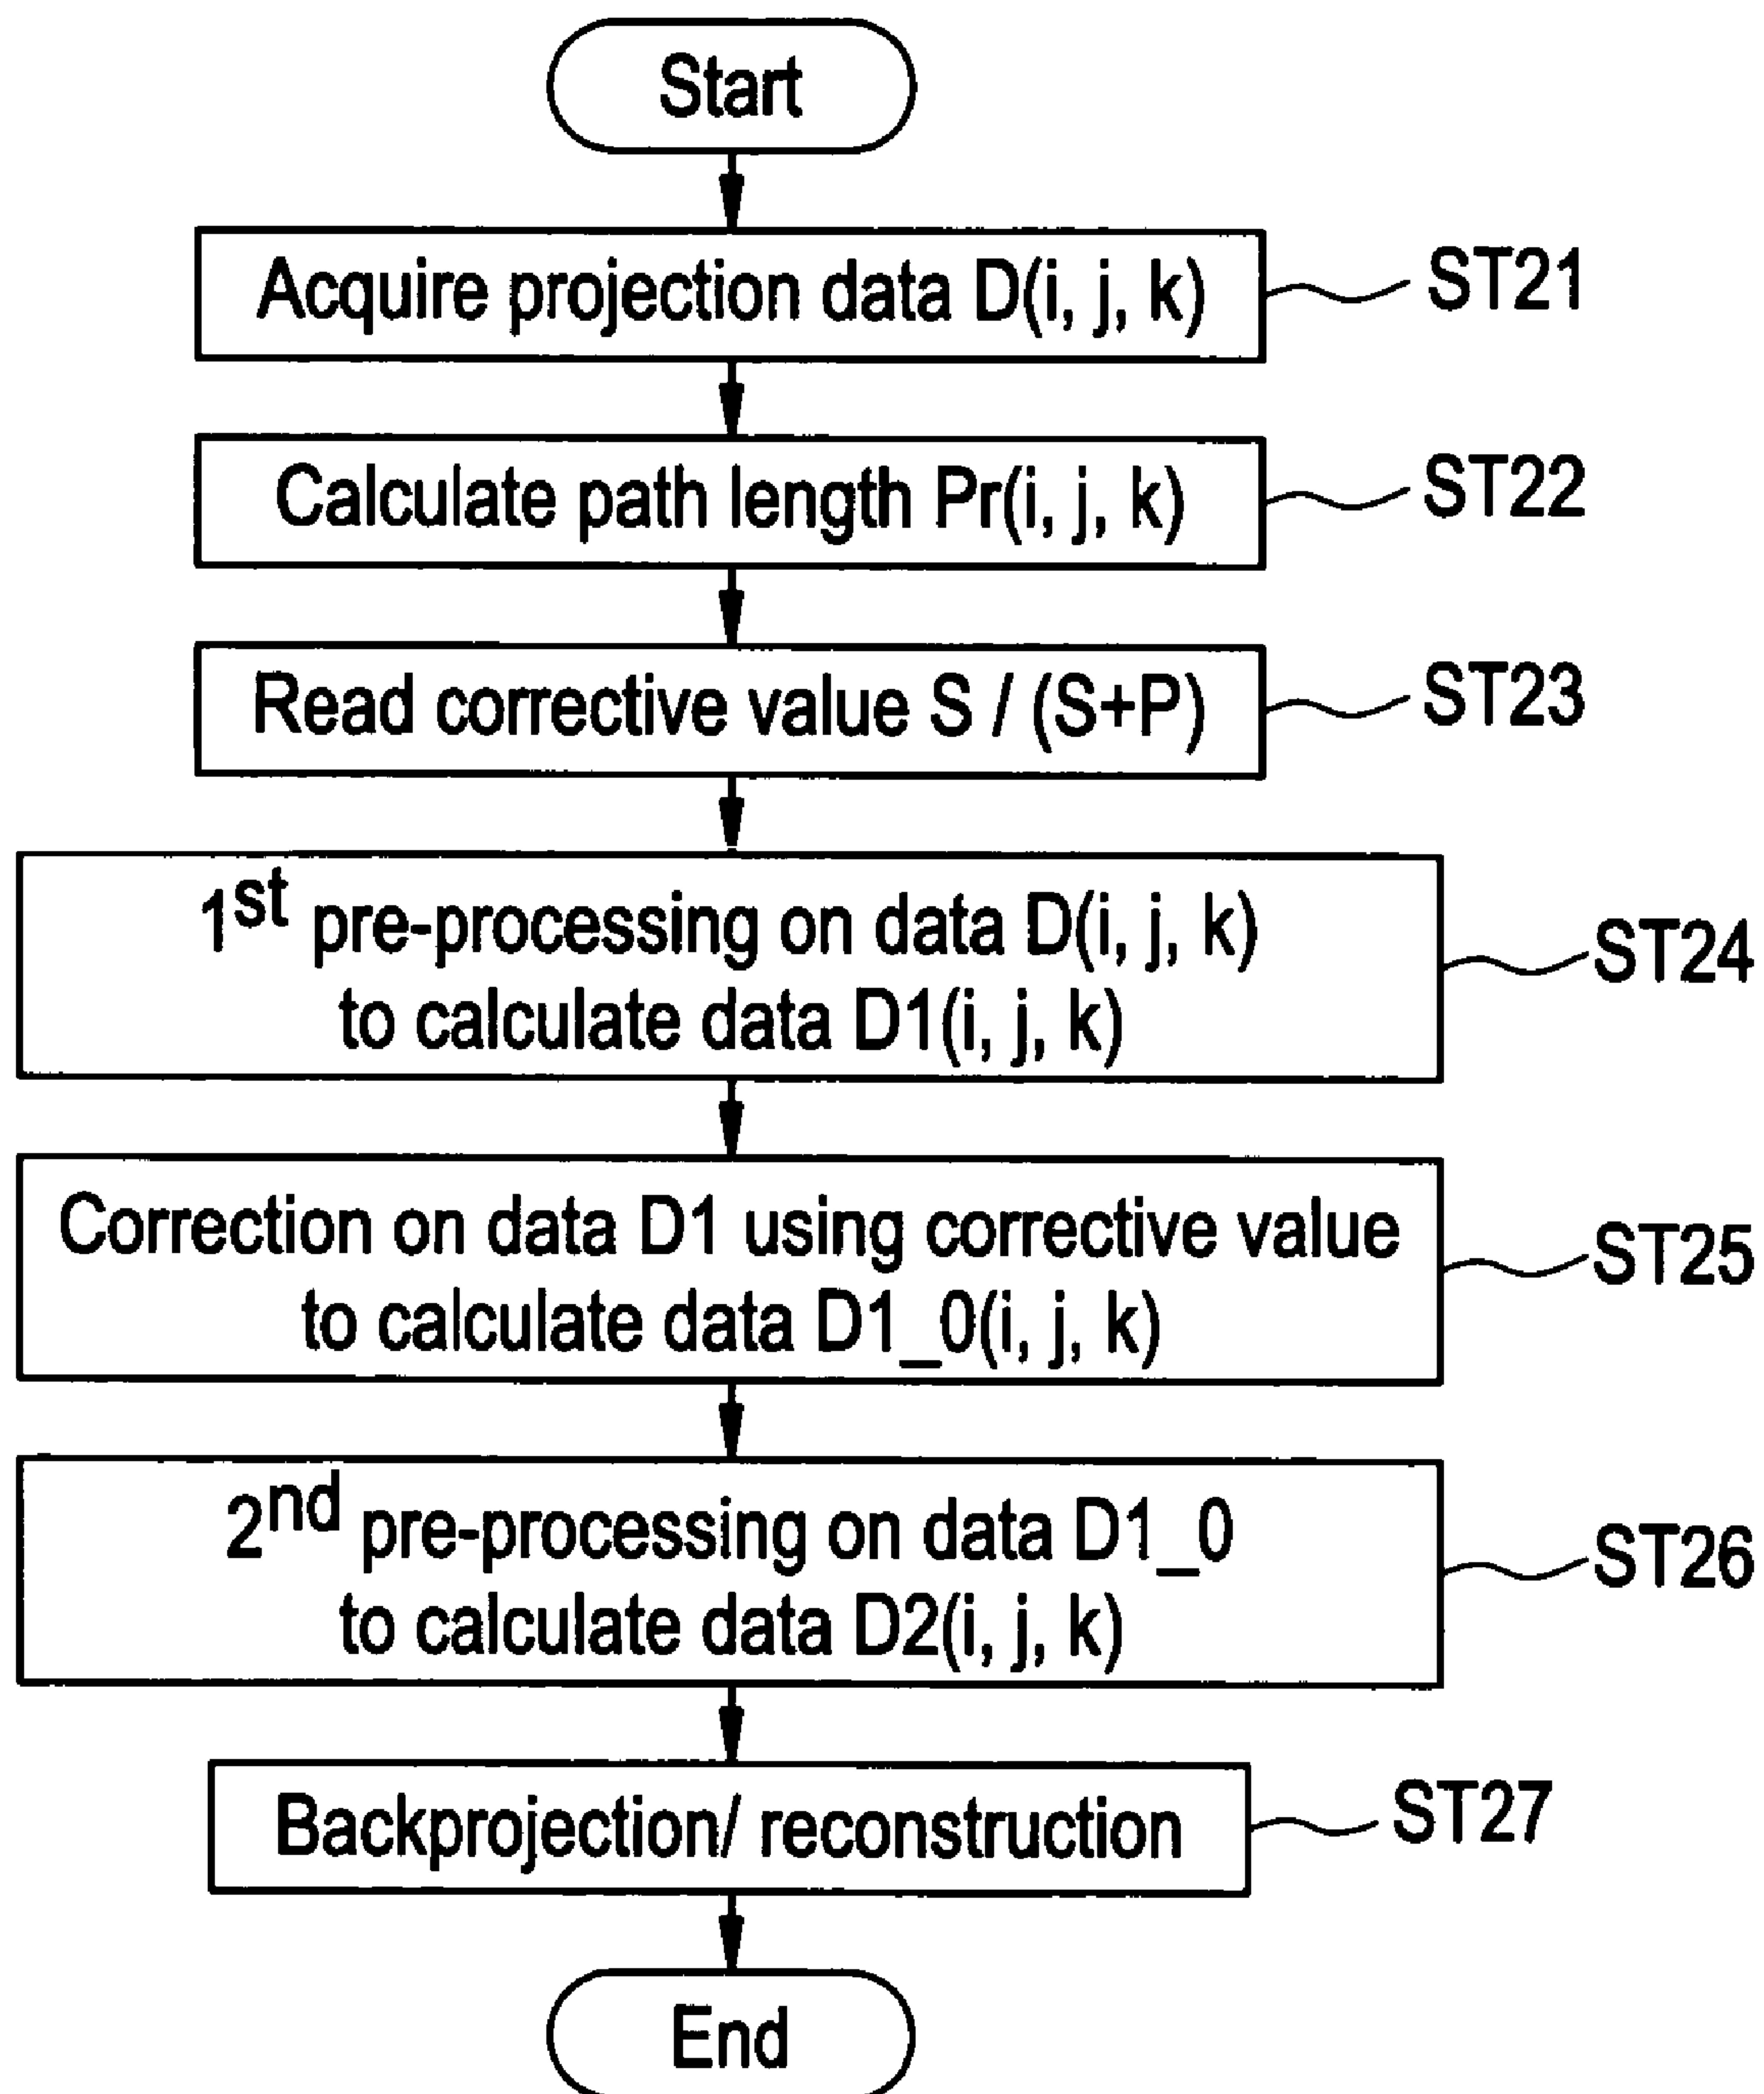 Start
Acquire projection data D(i, j, k)
ST21
Calculate path length Pr(i, j, k)
ST22
Read corrective value S / (S+P)
ST23
1st pre-processing on data D(i, j, k)
to calculate data D1(i, j, k)
ST24
Correction on data D1 using corrective value
to calculate data D1_0(i, j, k)
ST25
2nd pre-processing on data D1_0
to calculate data D2(i, j, k)
ST26
Backprojection/ reconstruction
ST27
End